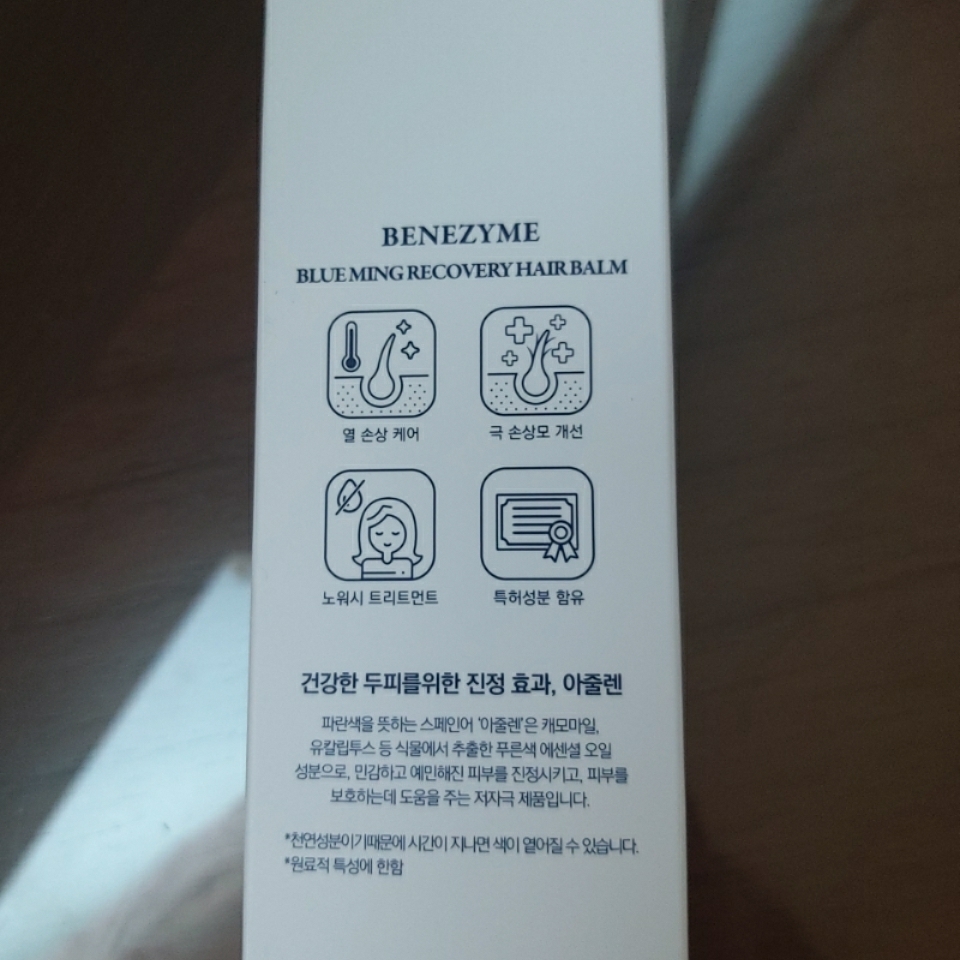 BENEZYME
BLUE MING RECOVERY HAIR BALM
열 손상 케어
극 손상모 개선
노워시 트리트먼트
특허성분 함유
건강한 두피를위한 진정 효과, 아줄렌
파란색을 뜻하는 스페인어 '아줄렌'은 캐모마일,
유칼립투스 등 식물에서 추출한 푸른색 에센셜 오일
성분으로, 민감하고 예민해진 피부를 진정시키고, 피부를
보호하는데 도움을 주는 저자극 제품입니다.
*천연성분이기때문에 시간이 지나면 색이 옅어질 수 있습니다.
*원료적 특성에 한함